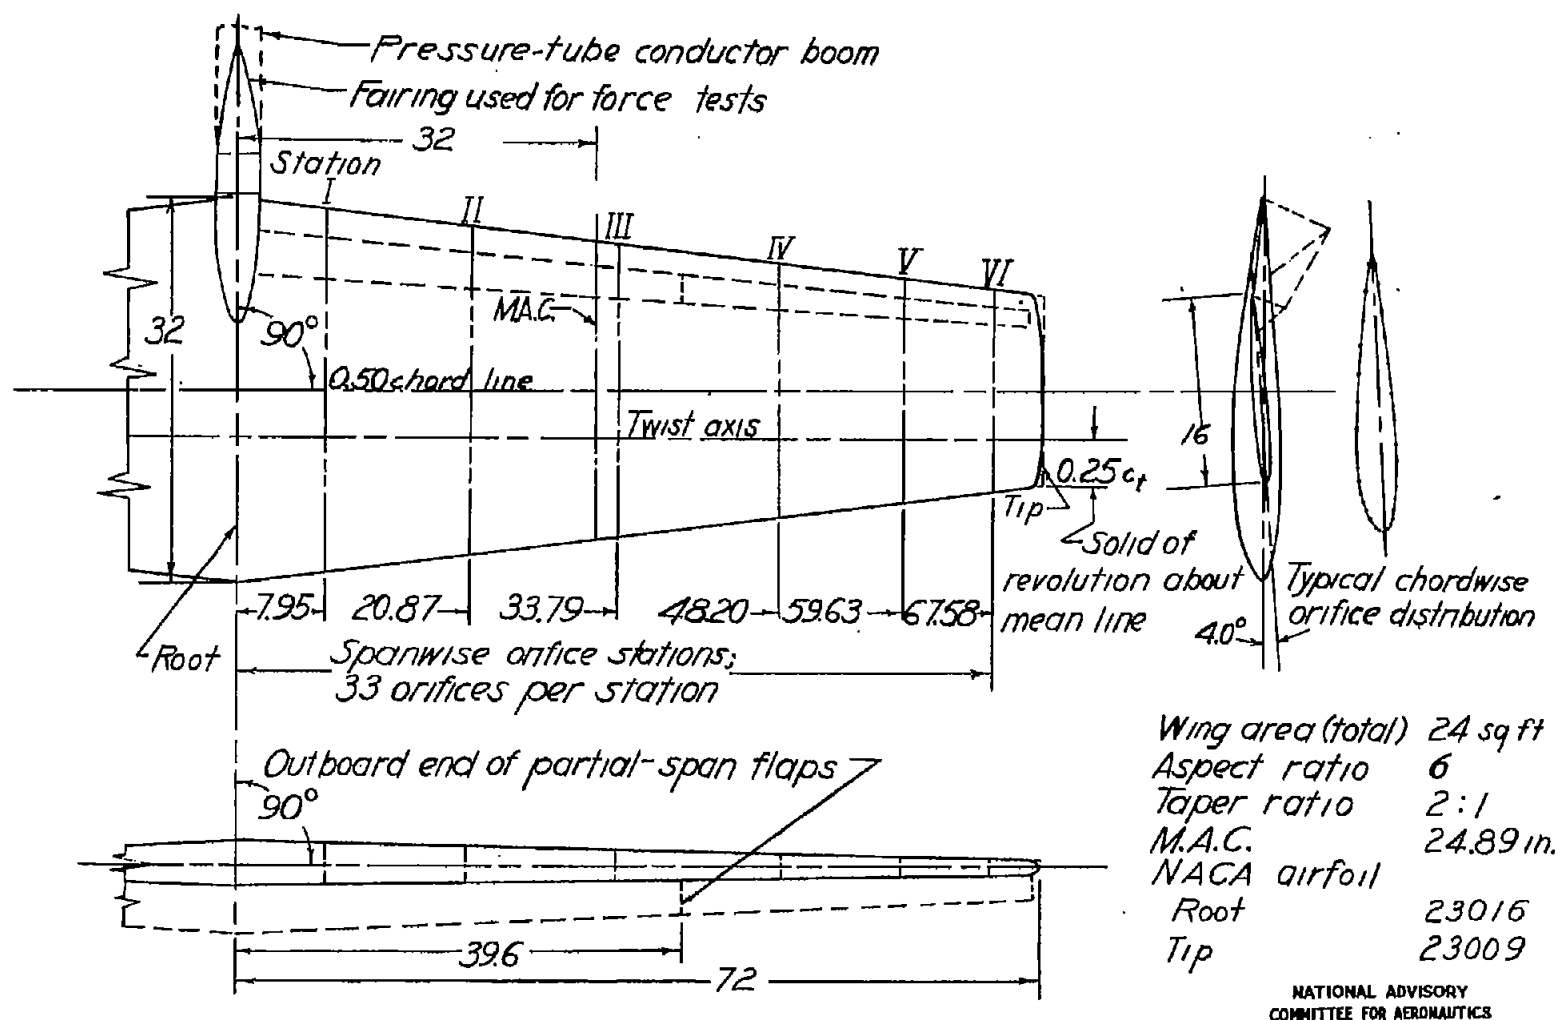 Pressure-tube conductor boom
Fairing used for force tests
32
Station
I
II
III
IV
V
VI
M.A.C.
32
90°
0.50 chord line
Twist axis
16
0.25 ct
Tip
Solid of
revolution about
mean line
7.95
20.87
33.79
48.20
59.63
67.58
Typical chordwise
orifice distribution
4.0°
Root
Spanwise orifice stations;
33 orifices per station
Outboard end of partial-span flaps
90°
39.6
72
Wing area (total) 24 sq ft
Aspect ratio 6
Taper ratio 2:1
M.A.C. 24.89 in.
NACA airfoil
Root 23016
Tip 23009
NATIONAL ADVISORY
COMMITTEE FOR AERONAUTICS